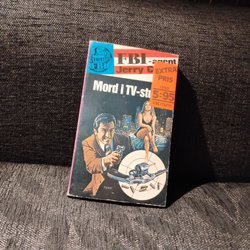 FBI-agent
Jerry C
EXTRA
PRIS
5:95
Mord i TV-st